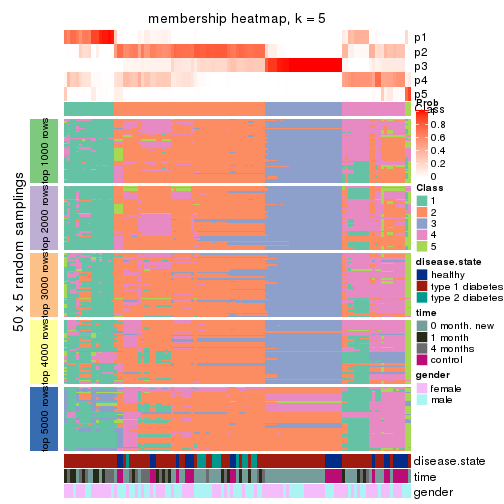 membership heatmap, k = 5
p1
p2
p3
p4
p5
50 x 5 random samplings
top 1000 rows
top 2000 rows
top 3000 rows
top 4000 rows
top 5000 rows
Class
Prob
1
0.8
0.6
0.4
0.2
0
Class
1
2
3
4
5
disease.state
healthy
type 1 diabetes
type 2 diabetes
time
0 month. new
1 month
4 months
control
gender
female
male
disease.state
time
gender